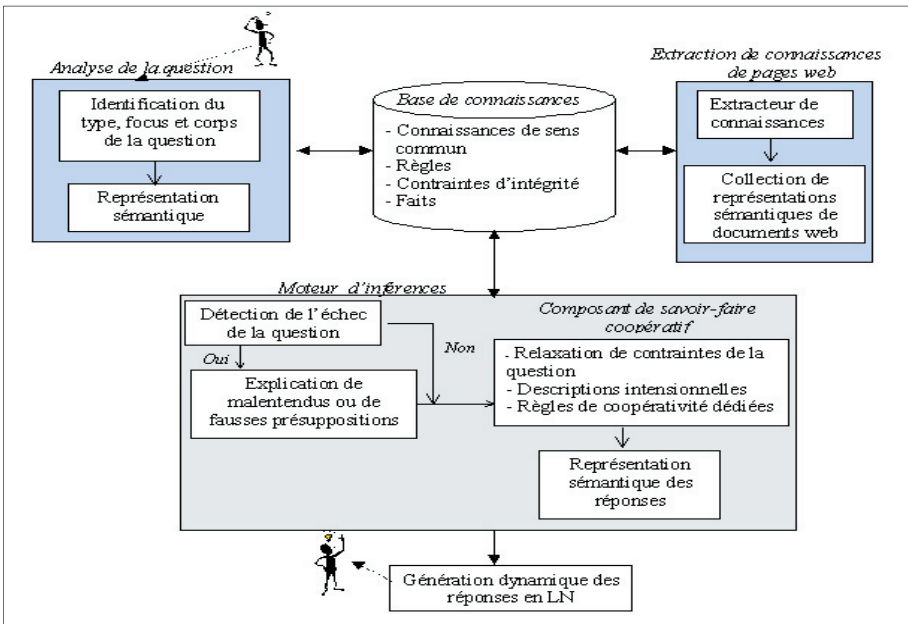 Analyse de la question
Identification du
type, focus et corps
de la question
Représentation
sémantique
Base de connaissances
- Connaissances de sens
commun
- Règles
- Contraintes d'intégrité
- Faits
Extraction de connaissances
de pages web
Extracteur de
connaissances
Collection de
représentations
sémantiques de
documents web
Moteur d'inférences
Détection de l'échec
de la question
Oui
Non
Explication de
malentendus ou de
fausses présuppositions
Composant de savoir-faire
coopératif
- Relaxation de contraintes de la
question
- Descriptions intensionnelles
- Règles de coopérativité dédiées
Représentation
sémantique des
réponses
Génération dynamique des
réponses en LN